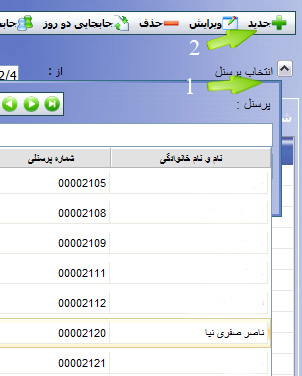 جدید ویرایش حذف جابجایی دو روز جابج
2
انتخاب پرسنل از : 2/4
1
پرسنل :
ش
نام و نام خانوادگی شماره پرسنلی
00002105
00002108
00002109
00002111
00002112
ناصر صفری نیا 00002120
00002121